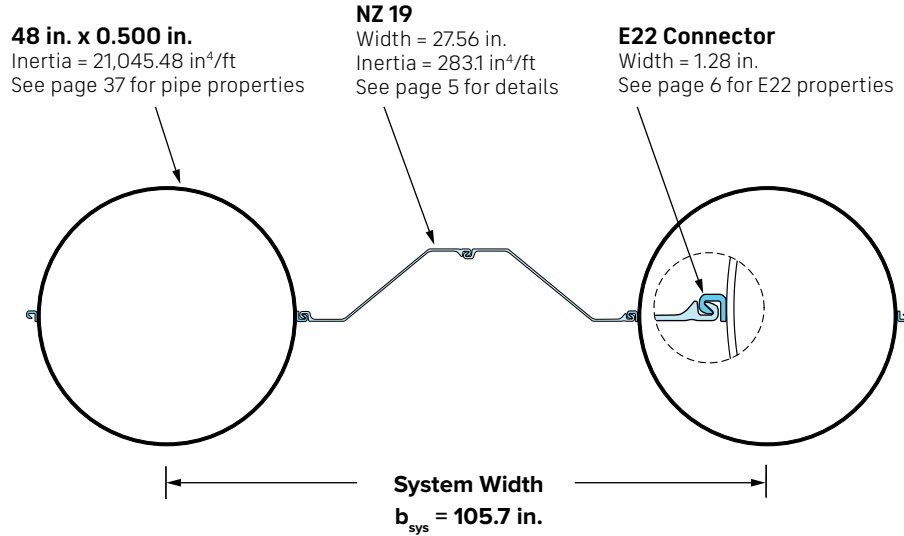 48 in. x 0.500 in.
Inertia = 21,045.48 in⁴/ft
See page 37 for pipe properties
NZ 19
Width = 27.56 in.
Inertia = 283.1 in⁴/ft
See page 5 for details
E22 Connector
Width = 1.28 in.
See page 6 for E22 properties
System Width
b_sys = 105.7 in.